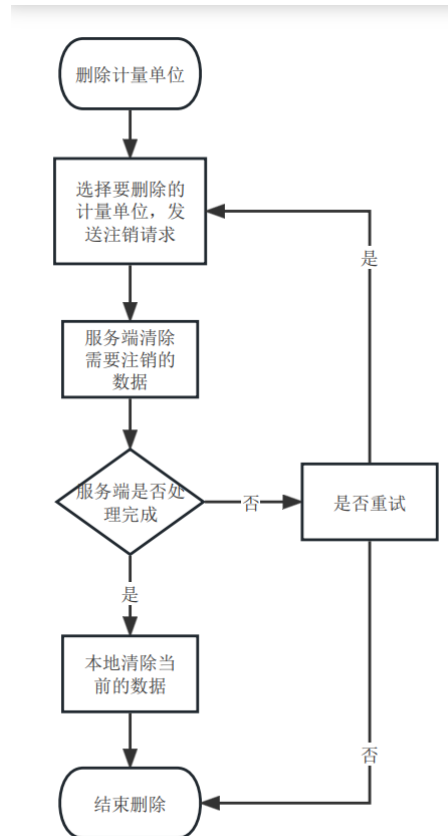 删除计量单位
选择要删除的
计量单位，发
送注销请求
是
服务端清除
需要注销的
数据
服务端是否处
理完成
否
是否重试
是
本地清除当
前的数据
否
结束删除